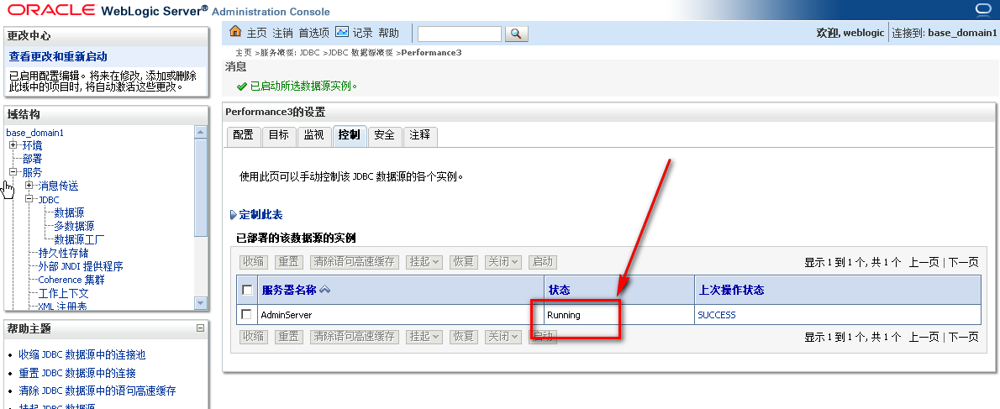 ORACLE WebLogic Server® Administration Console
更改中心
查看更改和重新启动
已启用配置编辑。将来在修改, 添加或删除
此域中的项目时, 将自动激活这些更改。
域结构
base_domain1
环境
部署
服务
消息传送
JDBC
数据源
多数据源
数据源工厂
持久性存储
外部 JNDI 提供程序
Coherence 集群
工作上下文
XML 注册表
帮助主题
收缩 JDBC 数据源中的连接池
重置 JDBC 数据源中的连接
清除 JDBC 数据源中的语句高速缓存
挂起 JDBC 数据源
主页 注销 首选项 记录 帮助
欢迎, weblogic 连接到: base_domain1
主页 >服务摘要: JDBC >JDBC 数据源摘要 >Performance3
消息
已启动所选数据源实例。
Performance3的设置
配置 目标 监视 控制 安全 注释
使用此页可以手动控制该 JDBC 数据源的各个实例。
定制此表
已部署的该数据源的实例
收缩 重置 清除语句高速缓存 挂起 恢复 关闭 启动 显示 1 到 1 个, 共 1 个 上一页 | 下一页
服务器名称 状态 上次操作状态
AdminServer Running SUCCESS
收缩 重置 清除语句高速缓存 挂起 恢复 关闭 启动 显示 1 到 1 个, 共 1 个 上一页 | 下一页